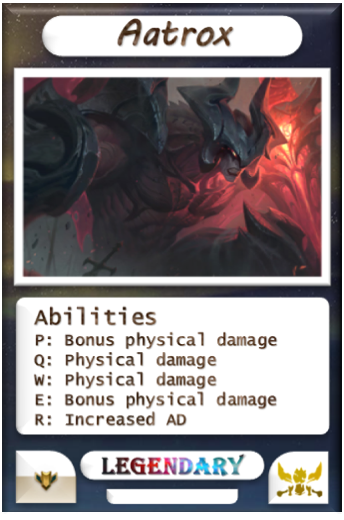 Aatrox
Abilities
P: Bonus physical damage
Q: Physical damage
W: Physical damage
E: Bonus physical damage
R: Increased AD
LEGENDARY